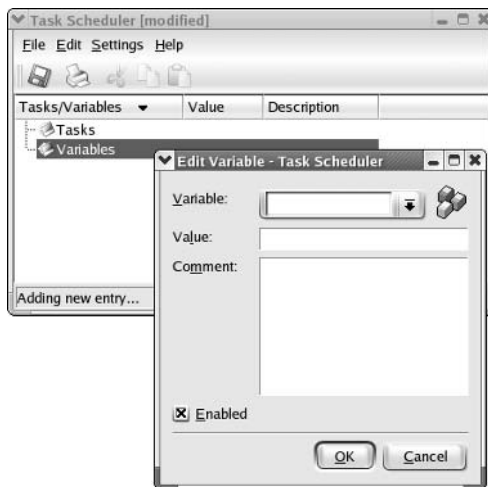 Task Scheduler [modified]
File Edit Settings Help
Tasks/Variables Value Description
Tasks
Variables
Adding new entry...
Edit Variable - Task Scheduler
Variable:
Value:
Comment:
Enabled
OK Cancel